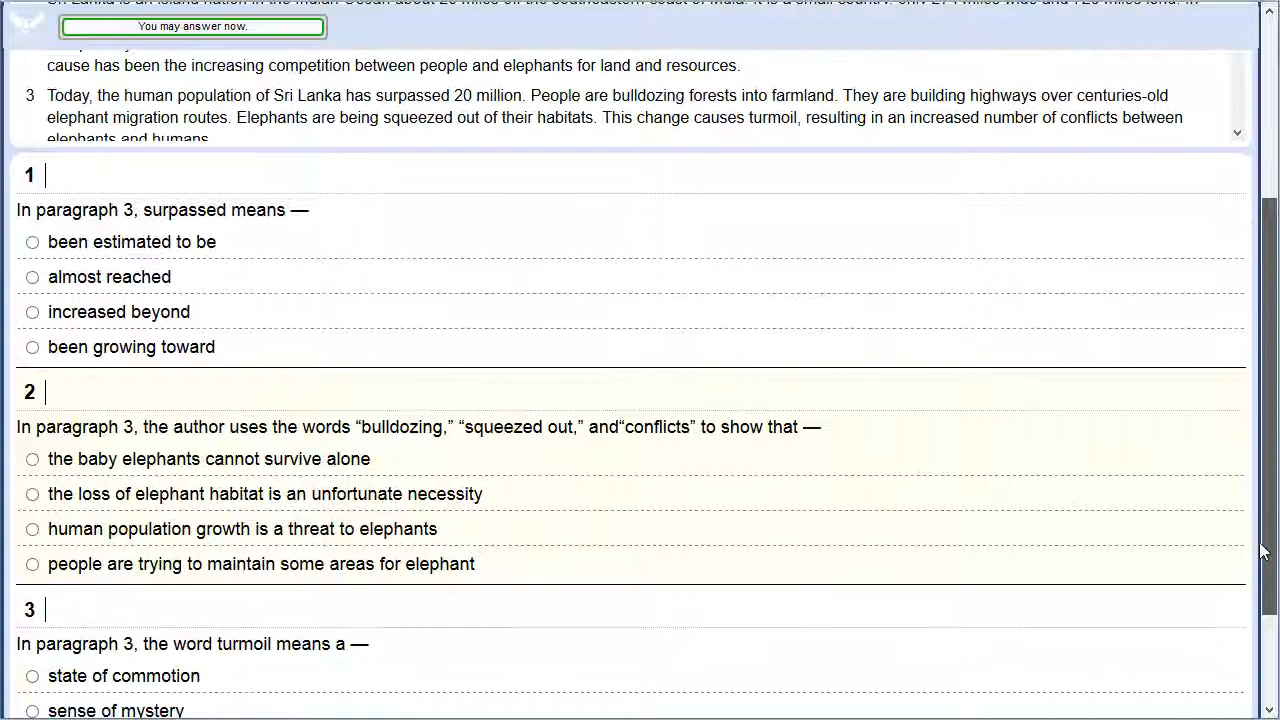 You may answer now.
cause has been the increasing competition between people and elephants for land and resources.
3 Today, the human population of Sri Lanka has surpassed 20 million. People are bulldozing forests into farmland. They are building highways over centuries-old
elephant migration routes. Elephants are being squeezed out of their habitats. This change causes turmoil, resulting in an increased number of conflicts between
elephants and humans.
1
In paragraph 3, surpassed means —
been estimated to be
almost reached
increased beyond
been growing toward
2
In paragraph 3, the author uses the words “bulldozing,” “squeezed out,” and“conflicts” to show that —
the baby elephants cannot survive alone
the loss of elephant habitat is an unfortunate necessity
human population growth is a threat to elephants
people are trying to maintain some areas for elephant
3
In paragraph 3, the word turmoil means a —
state of commotion
sense of mystery